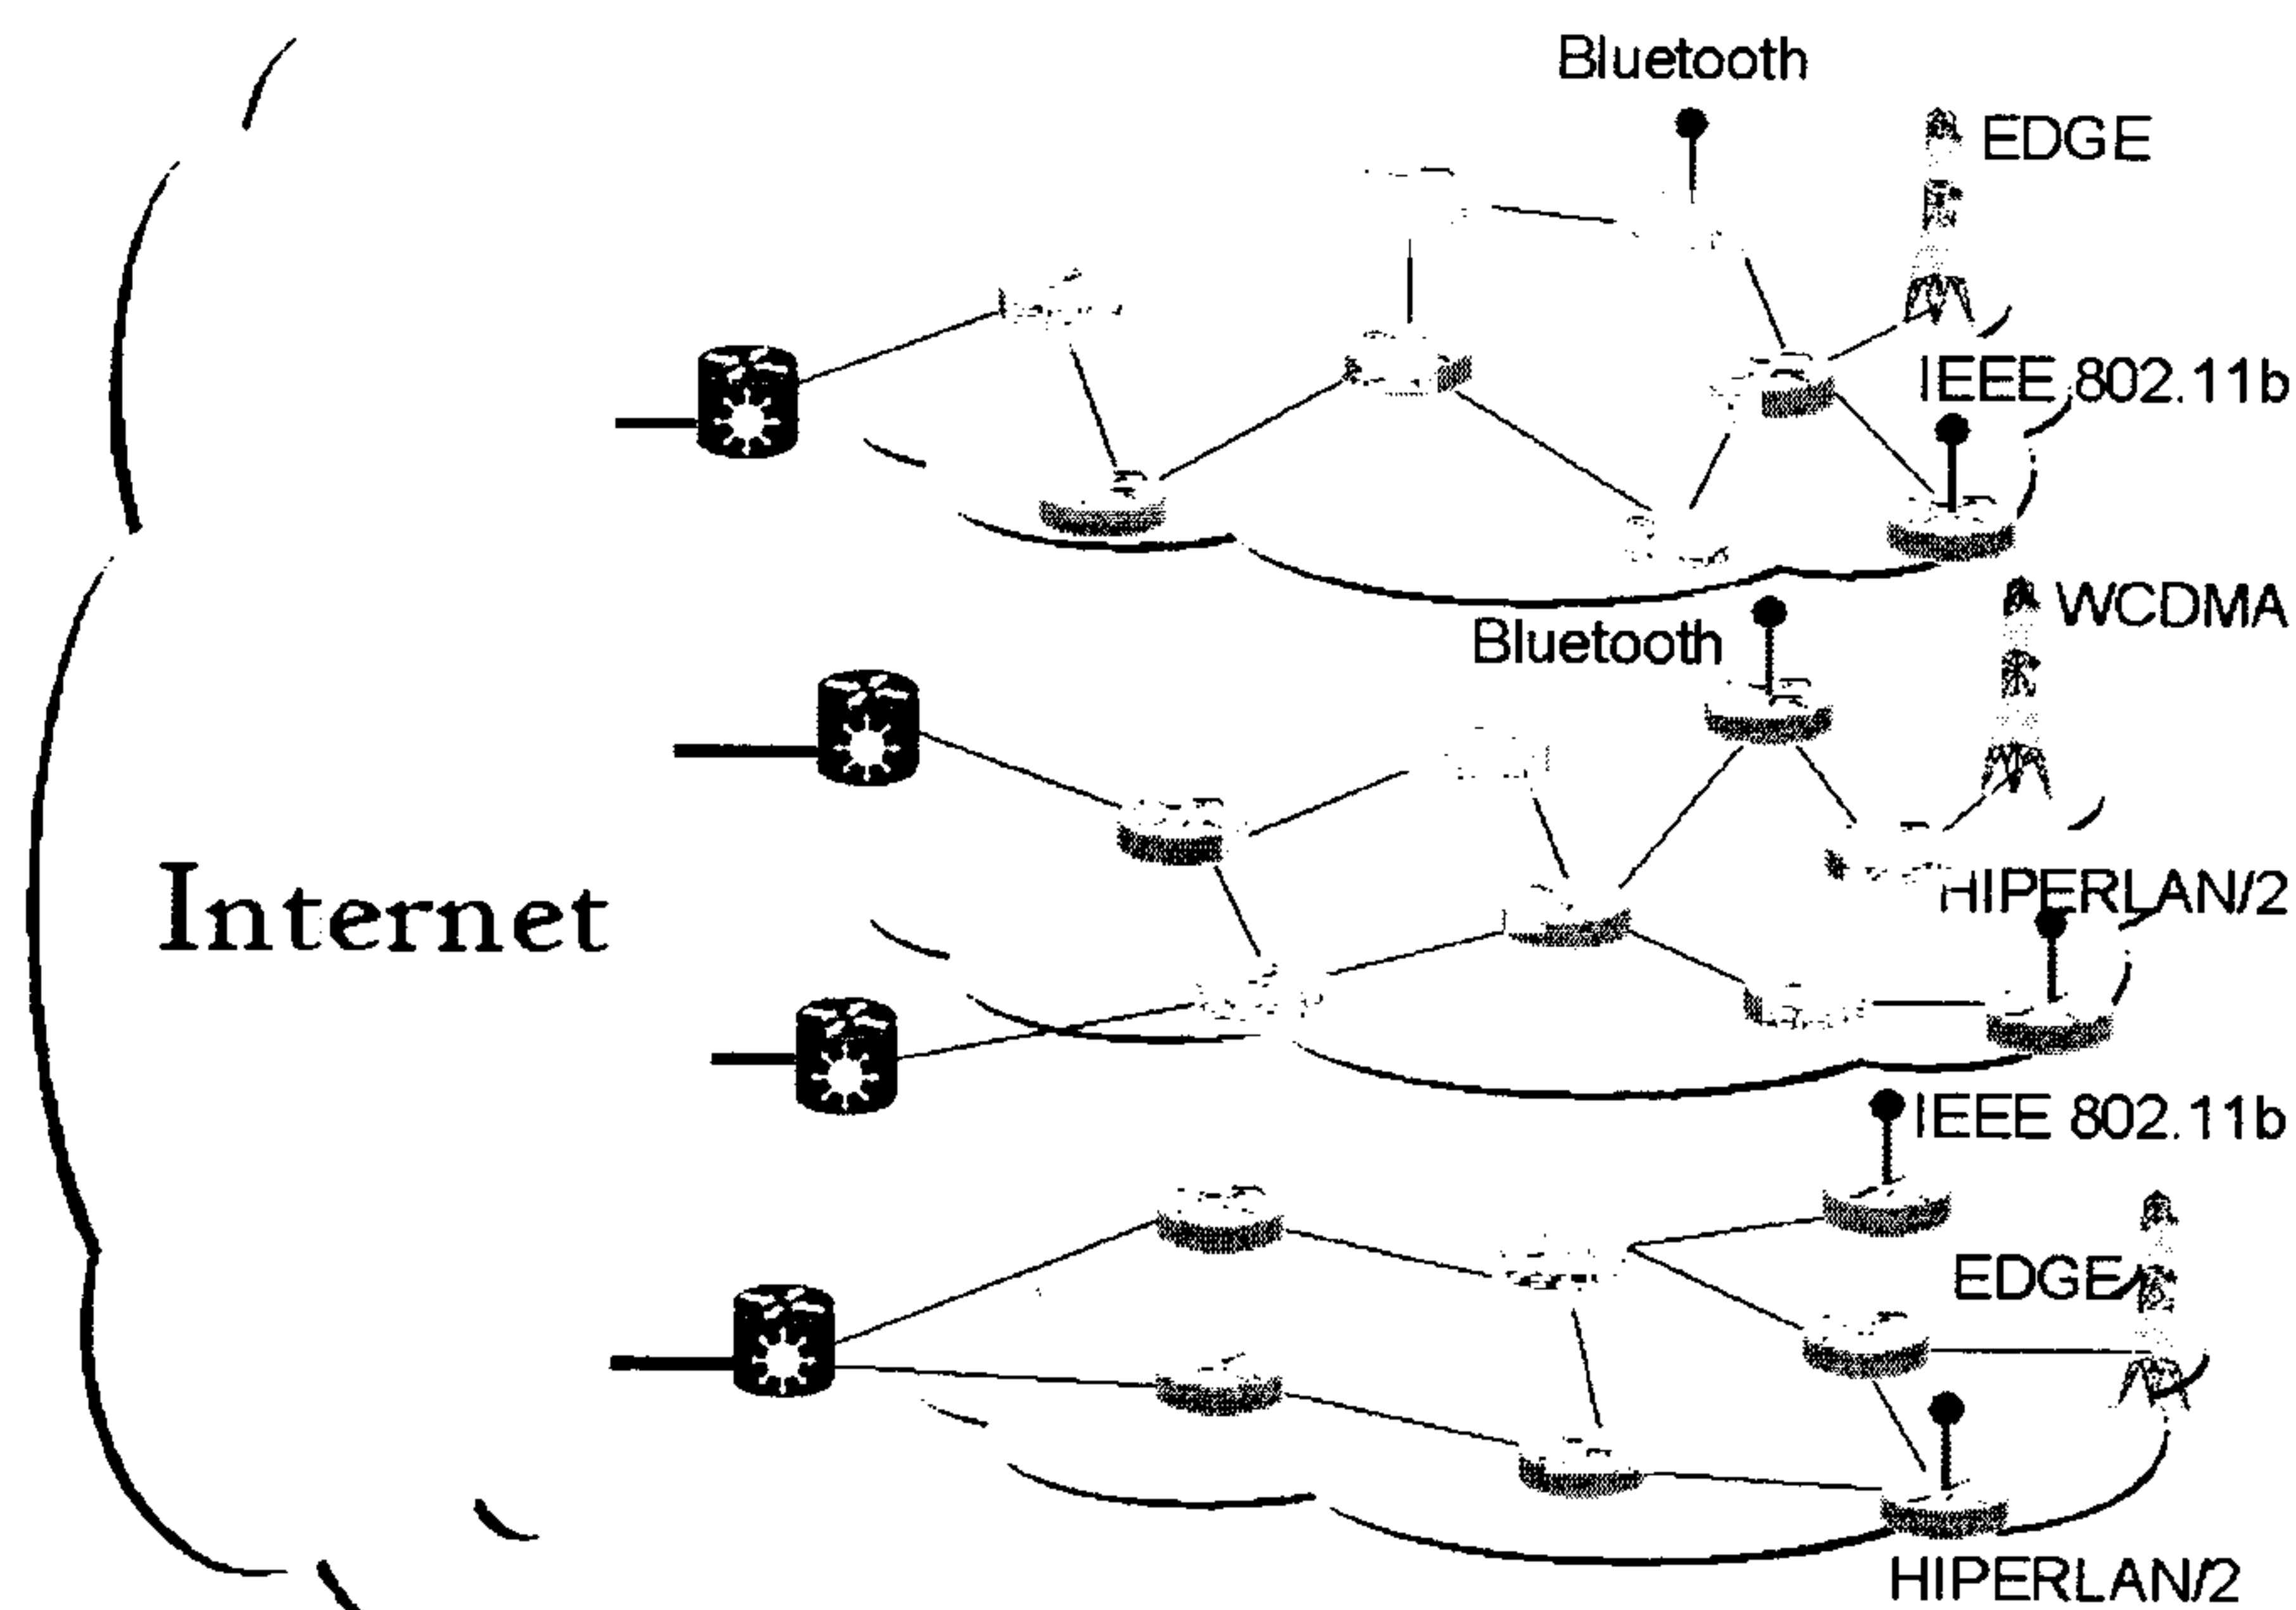 Bluetooth
EDGE
IEEE 802.11b
WCDMA
Bluetooth
HIPERLAN/2
Internet
IEEE 802.11b
EDGE
HIPERLAN/2